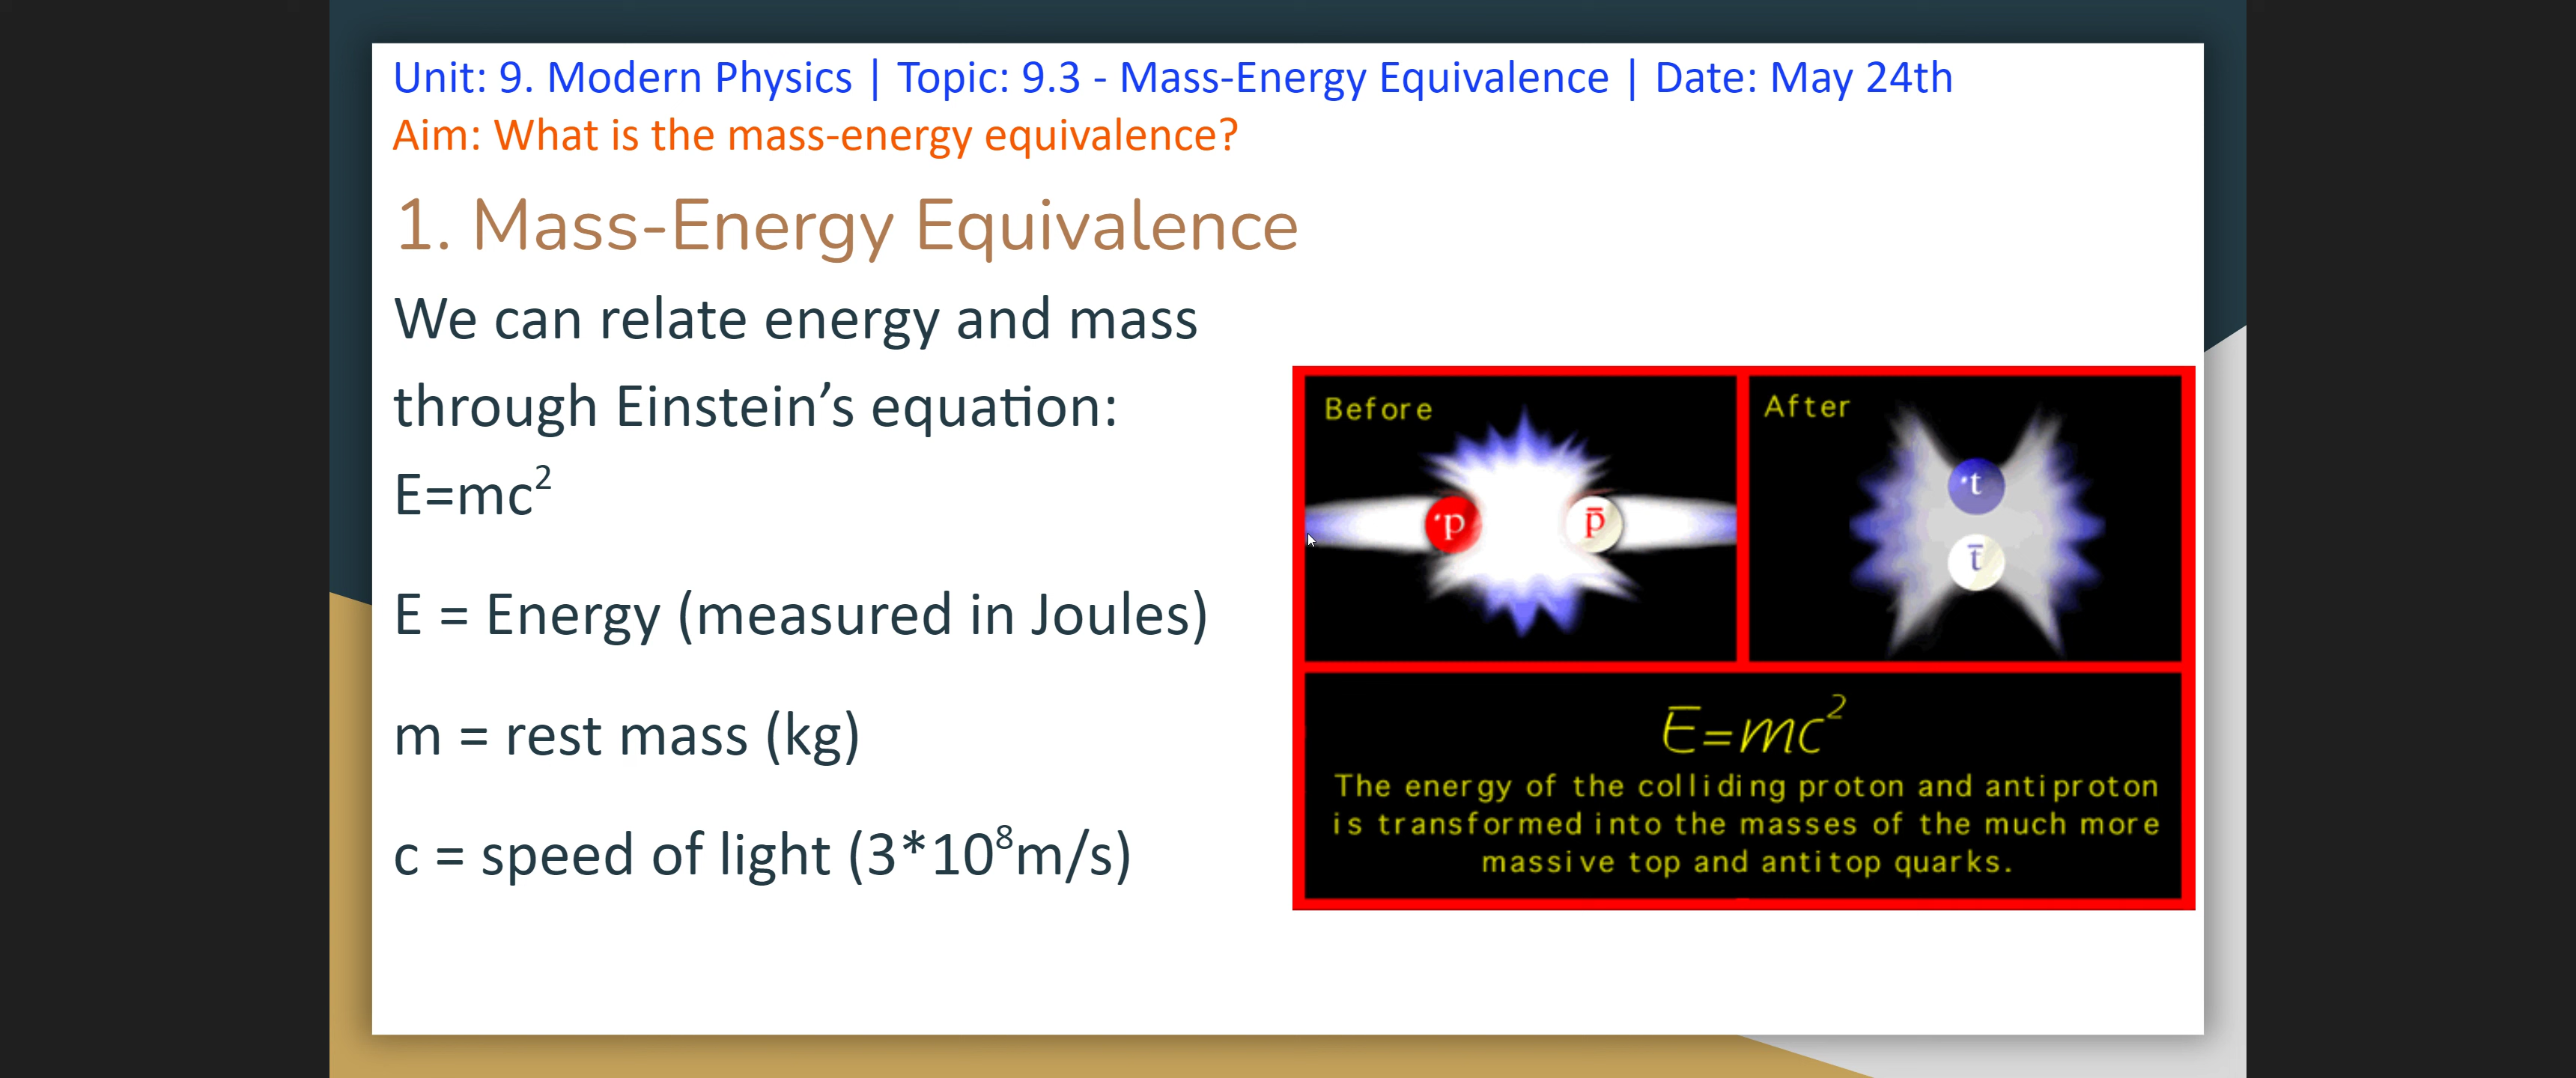 Unit: 9. Modern Physics | Topic: 9.3 - Mass-Energy Equivalence | Date: May 24th
Aim: What is the mass-energy equivalence?
1. Mass-Energy Equivalence
We can relate energy and mass
through Einstein’s equation:
E=mc²
E = Energy (measured in Joules)
m = rest mass (kg)
c = speed of light (3*10⁸m/s)
Before
p
p̅
After
t
t̅
E=mc²
The energy of the colliding proton and antiproton
is transformed into the masses of the much more
massive top and antitop quarks.